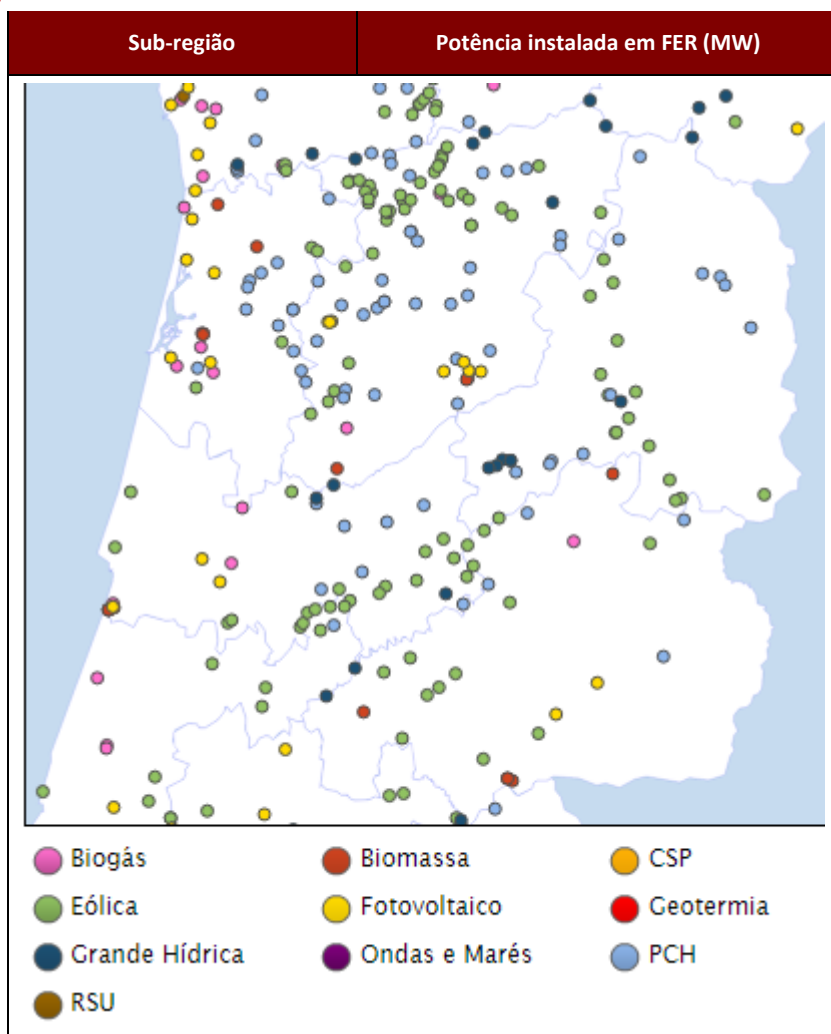 Sub-região Potência instalada em FER (MW)
Biogás Biomassa CSP
Eólica Fotovoltaico Geotermia
Grande Hídrica Ondas e Marés PCH
RSU